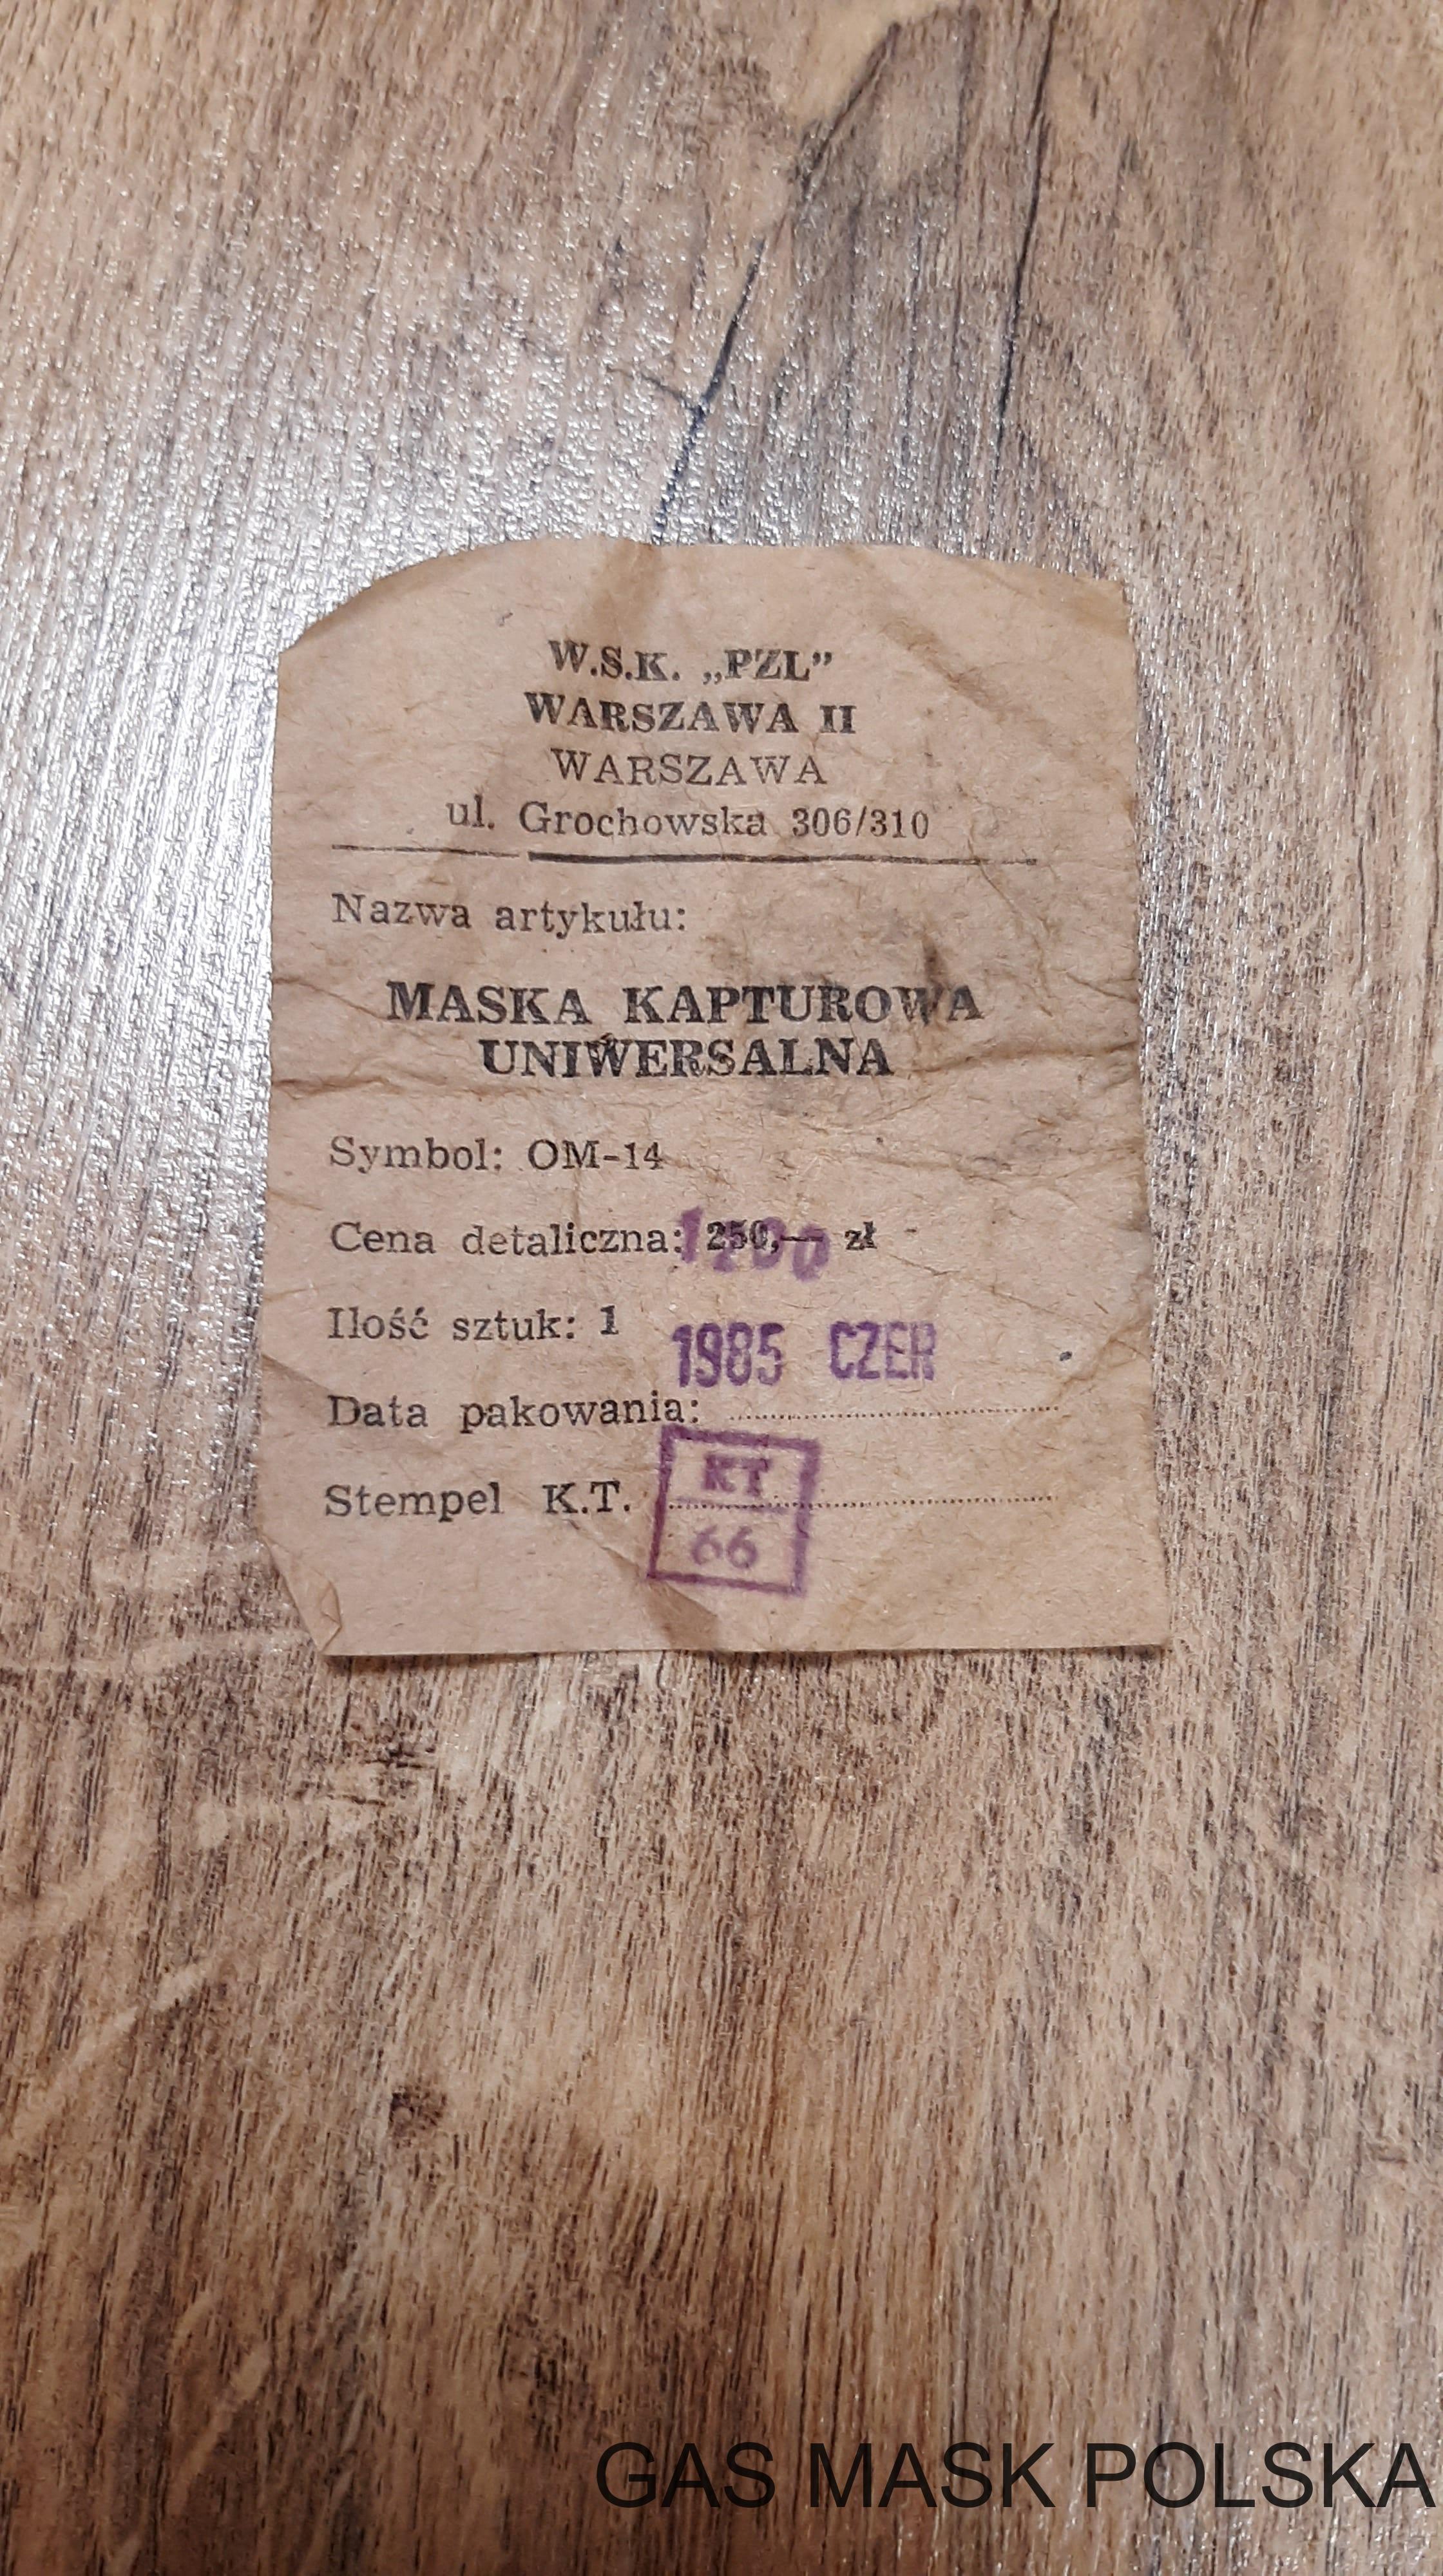 W.S.K. „PZL”
WARSZAWA II
WARSZAWA
ul. Grochowska 306/310
Nazwa artykułu:
MASKA KAPTUROWA
UNIWERSALNA
Symbol: OM-14
Cena detaliczna: 250,— zł
Ilość sztuk: 1
1985 CZER
Data pakowania:
Stempel K.T.
KT
66
GAS MASK POLSKA